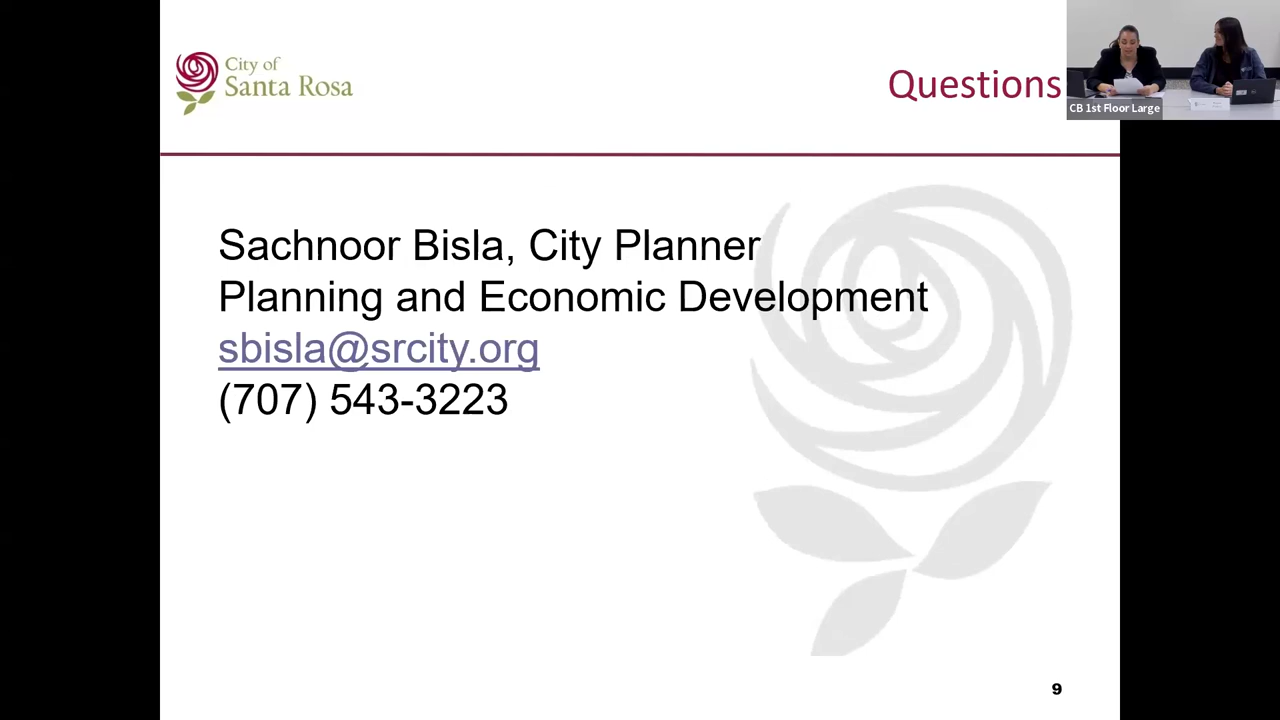 City of
Santa Rosa
Questions
CB 1st Floor Large
Sachnoor Bisla, City Planner
Planning and Economic Development
sbisla@srcity.org
(707) 543-3223
9